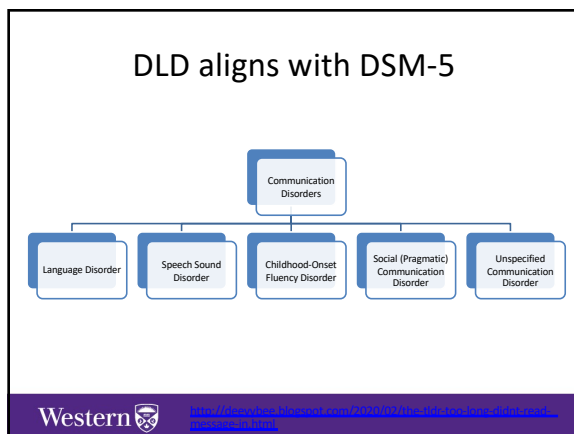 DLD aligns with DSM-5
Communication
Disorders
Language Disorder
Speech Sound
Disorder
Childhood-Onset
Fluency Disorder
Social (Pragmatic)
Communication
Disorder
Unspecified
Communication
Disorder
Western
http://deevybee.blogspot.com/2020/02/the-tldr-too-long-didnt-read-
message-in.html